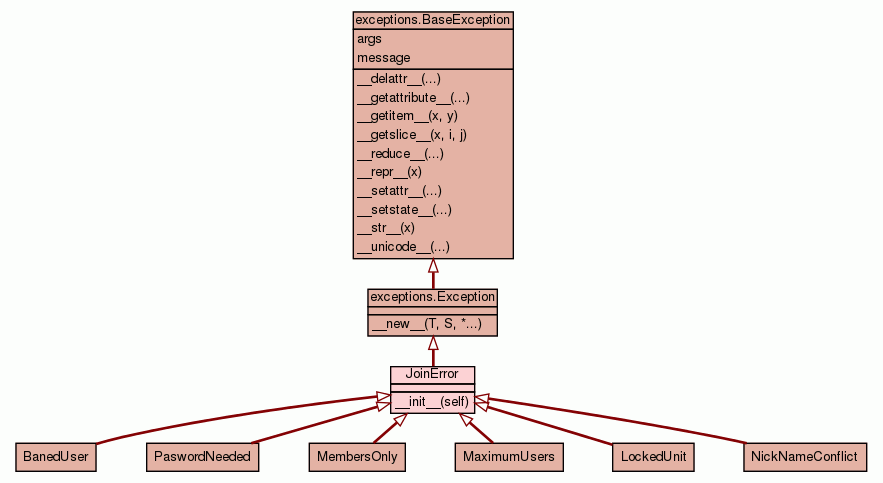 exceptions.BaseException
args
message
__delattr__(...)
__getattribute__(...)
__getitem__(x, y)
__getslice__(x, i, j)
__reduce__(...)
__repr__(x)
__setattr__(...)
__setstate__(...)
__str__(x)
__unicode__(...)
exceptions.Exception
__new__(T, S, *...)
JoinError
__init__(self)
BanedUser
PaswordNeeded
MembersOnly
MaximumUsers
LockedUnit
NickNameConflict